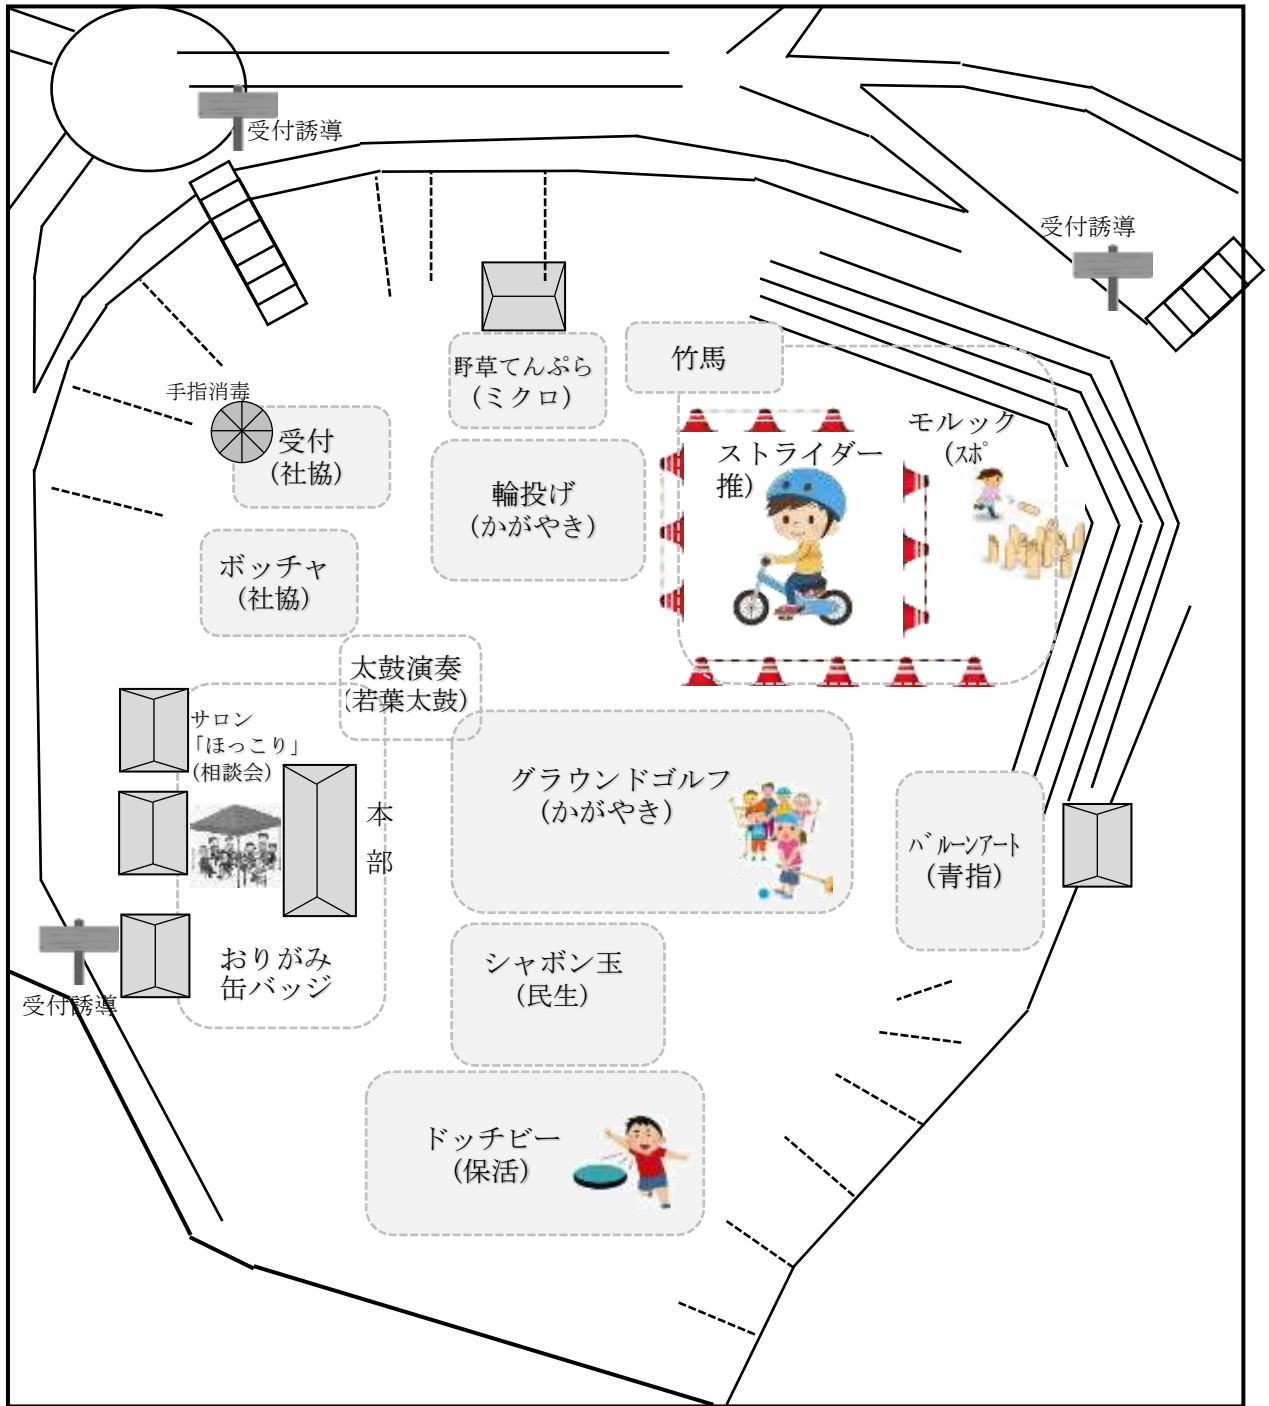 受付誘導
受付誘導
野草てんぷら
(ミクロ)
竹馬
手指消毒
受付
(社協)
輪投げ
(かがやき)
ストライダー
推)
モルック
(スポ
ボッチャ
(社協)
太鼓演奏
(若葉太鼓)
サロン
「ほっこり」
(相談会)
本
部
グラウンドゴルフ
(かがやき)
バルーンアート
(青指)
おりがみ
缶バッジ
受付誘導
シャボン玉
(民生)
ドッチビー
(保活)